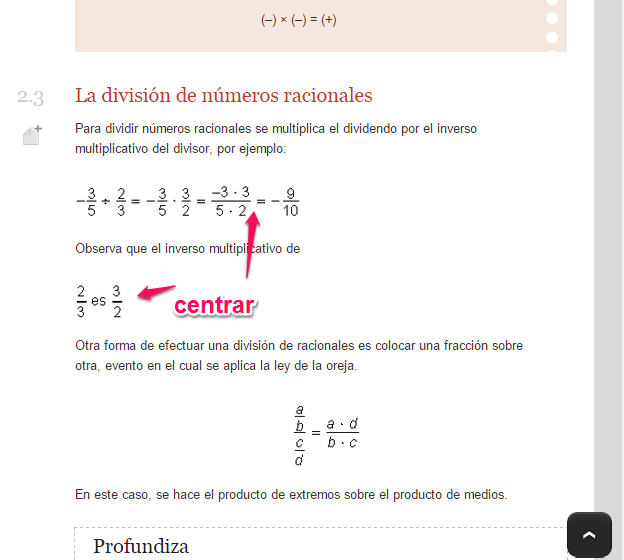 (–) × (–) = (+)
2.3 La división de números racionales
Para dividir números racionales se multiplica el dividendo por el inverso
multiplicativo del divisor, por ejemplo:
−3/5 ÷ 2/3 = −3/5 · 3/2 = −3 · 3/5 · 2 = −9/10
Observa que el inverso multiplicativo de
2/3 es 3/2
centrar
Otra forma de efectuar una división de racionales es colocar una fracción sobre
otra, evento en el cual se aplica la ley de la oreja.
a/b/c/d = a · d/b · c
En este caso, se hace el producto de extremos sobre el producto de medios.
Profundiza